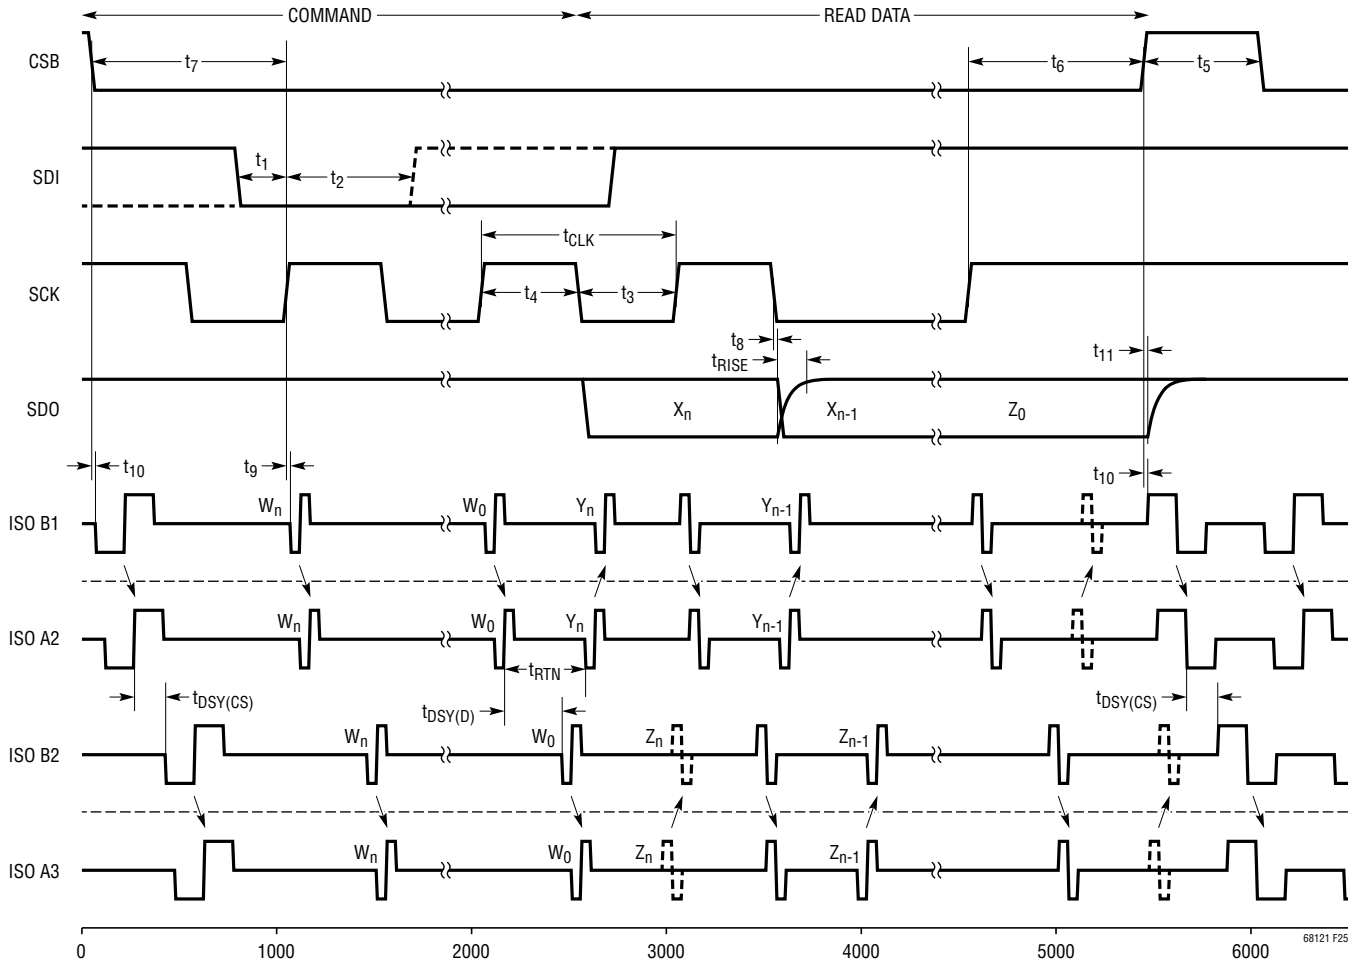 COMMAND READ DATA
CSB t7 t6 t5
SDI t1 t2
tCLK
SCK t4 t3
t8
tRISE t11
SDO Xn Xn-1 Z0
t10 t9 t10
Wn W0 Yn Yn-1
ISO B1
Wn W0 Yn Yn-1
ISO A2
tRTN
tDSY(CS) tDSY(D) tDSY(CS)
Wn W0 Zn Zn-1
ISO B2
Wn W0 Zn Zn-1
ISO A3
68121 F25
0 1000 2000 3000 4000 5000 6000